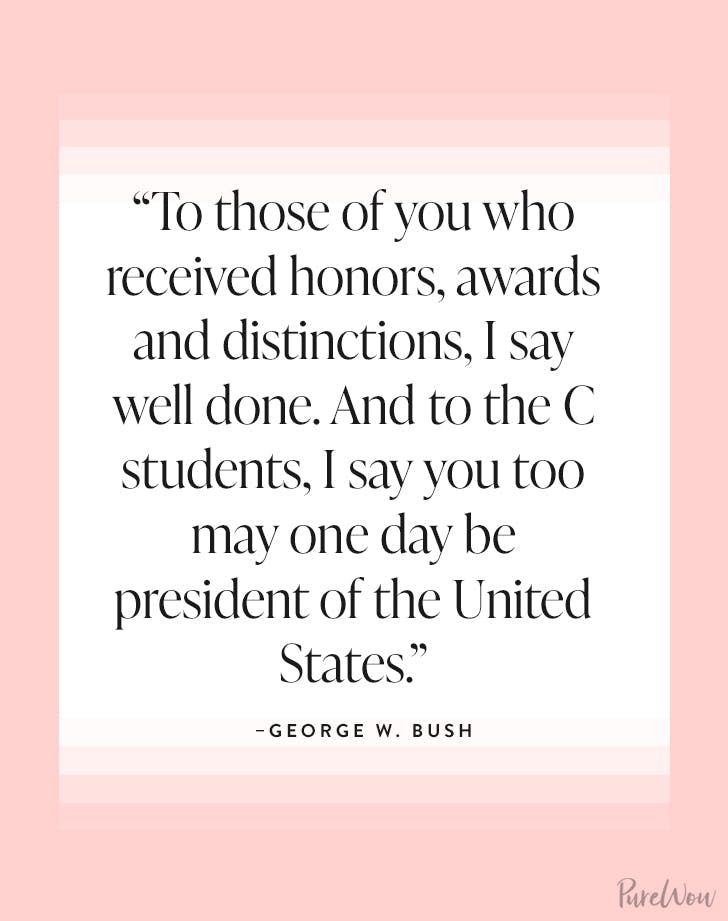 “To those of you who
received honors, awards
and distinctions, I say
well done. And to the C
students, I say you too
may one day be
president of the United
States.”
–GEORGE W. BUSH
PureWow